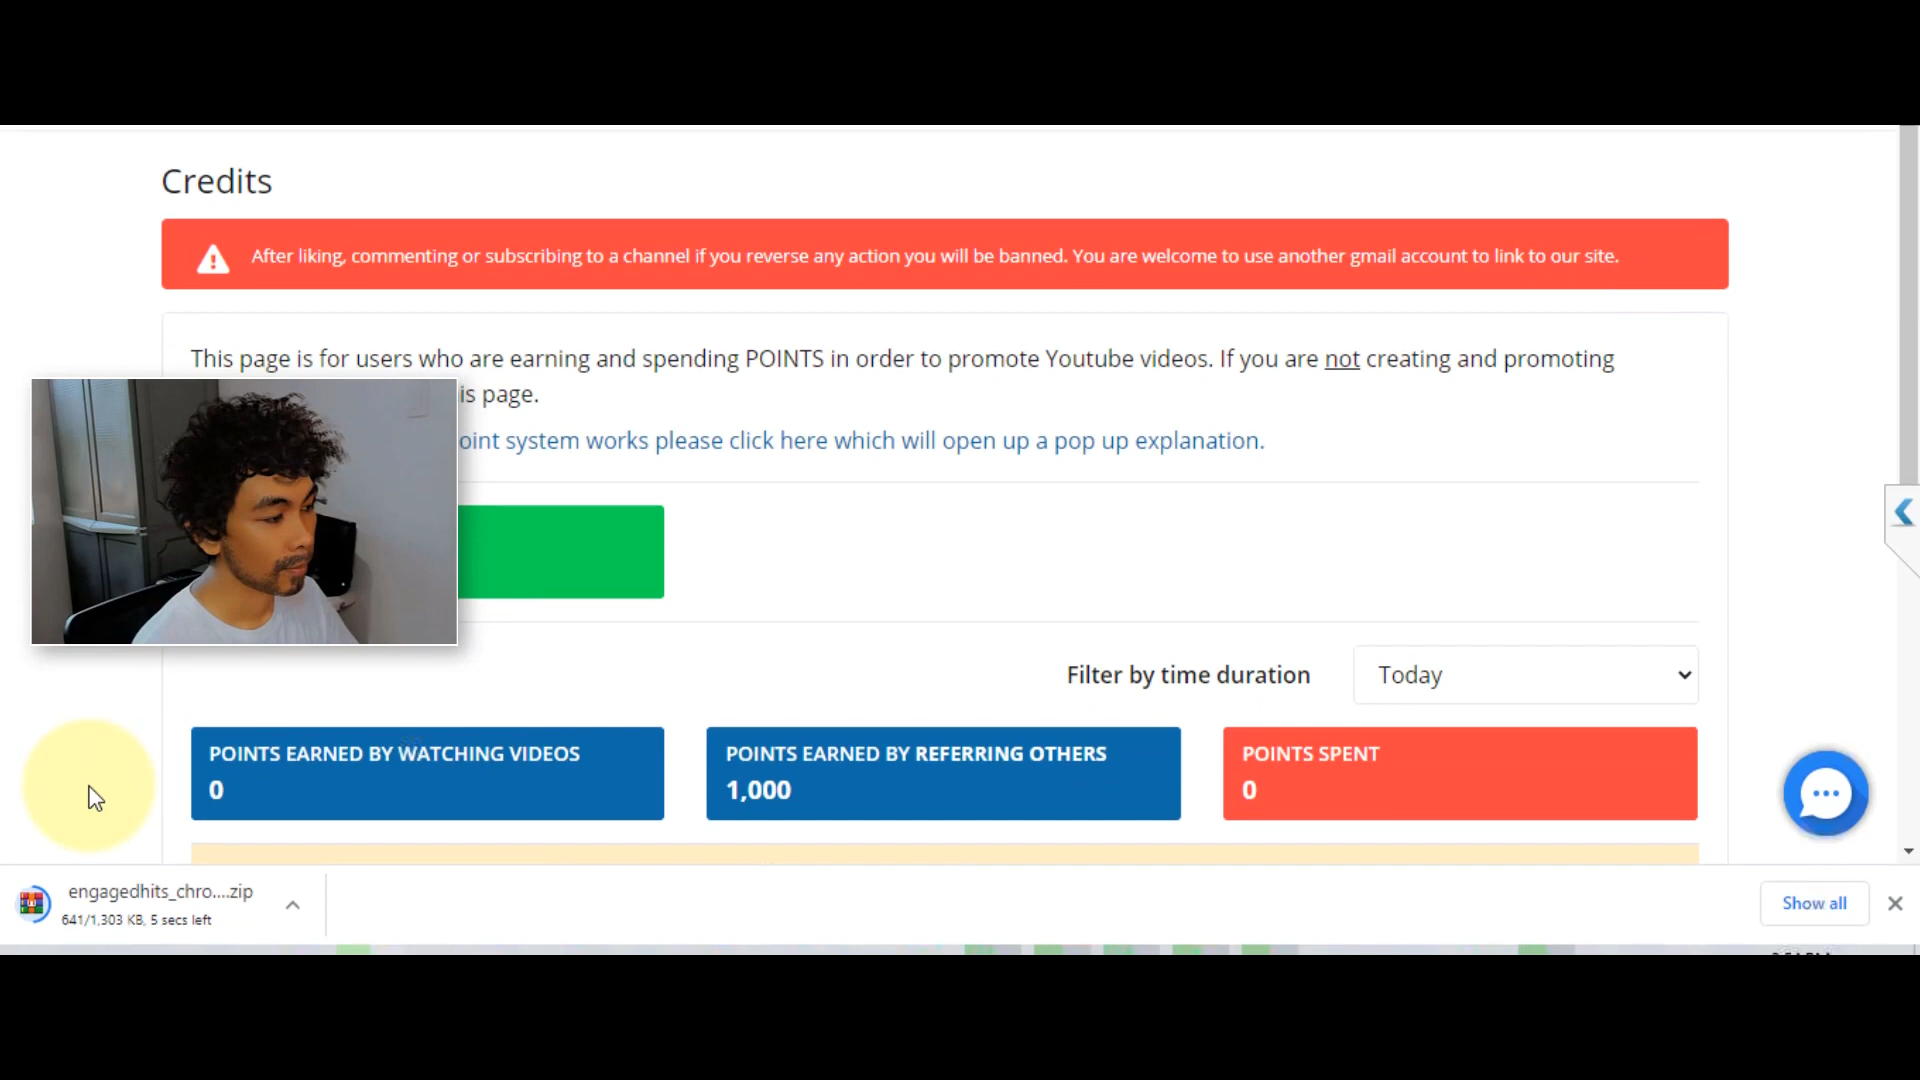 Credits
After liking, commenting or subscribing to a channel if you reverse any action you will be banned. You are welcome to use another gmail account to link to our site.
This page is for users who are earning and spending POINTS in order to promote Youtube videos. If you are not creating and promoting
is page.
oint system works please click here which will open up a pop up explanation.
Filter by time duration
Today
POINTS EARNED BY WATCHING VIDEOS
0
POINTS EARNED BY REFERRING OTHERS
1,000
POINTS SPENT
0
engagedhits_chro....zip
641/1,303 KB, 5 secs left
Show all